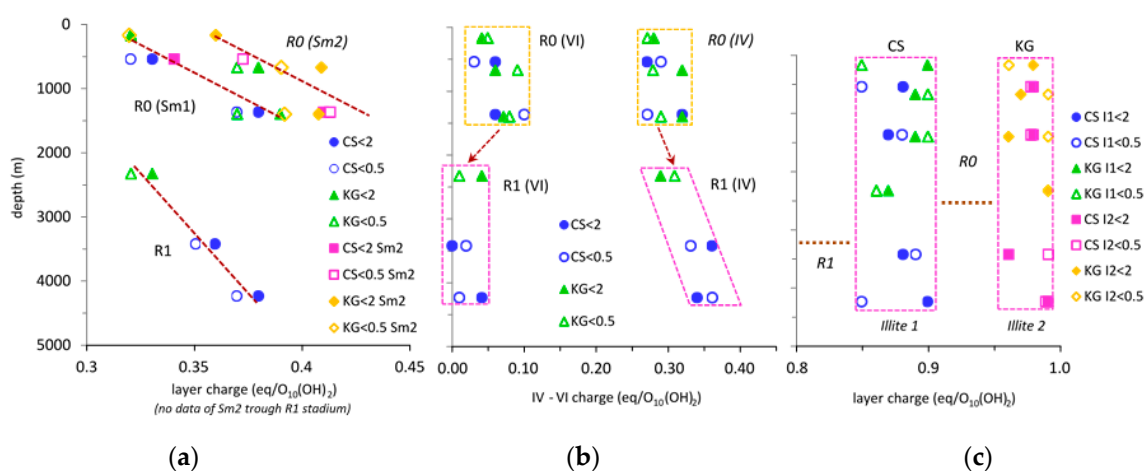 0
1000
2000
3000
4000
5000
depth (m)
R0 (Sm2)
R0 (Sm1)
R1
CS<2
CS<0.5
KG<2
KG<0.5
CS<2 Sm2
CS<0.5 Sm2
KG<2 Sm2
KG<0.5 Sm2
0.3
0.35
0.4
0.45
layer charge (eq/O10(OH)2)
(no data of Sm2 trough R1 stadium)
(a)
R0 (VI)
R0 (IV)
R1 (VI)
R1 (IV)
CS<2
CS<0.5
KG<2
KG<0.5
0.00
0.10
0.20
0.30
0.40
IV - VI charge (eq/O10(OH)2)
(b)
CS
KG
R0
R1
Illite 1
Illite 2
CS I1<2
CS I1<0.5
KG I1<2
KG I1<0.5
CS I2<2
CS I2<0.5
KG I2<2
KG I2<0.5
0.8
0.9
1.0
layer charge (eq/O10(OH)2)
(c)